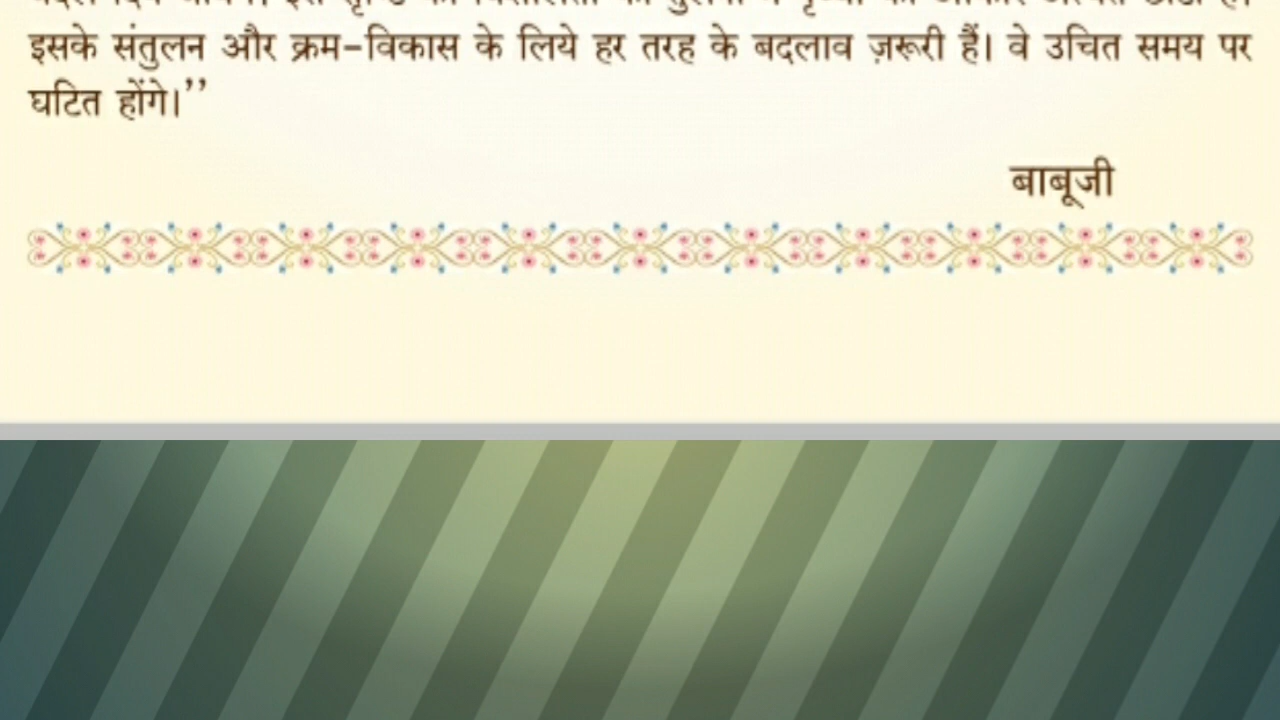 इसके संतुलन और क्रम-विकास के लिये हर तरह के बदलाव ज़रूरी हैं। वे उचित समय पर
घटित होंगे।’’
बाबूजी